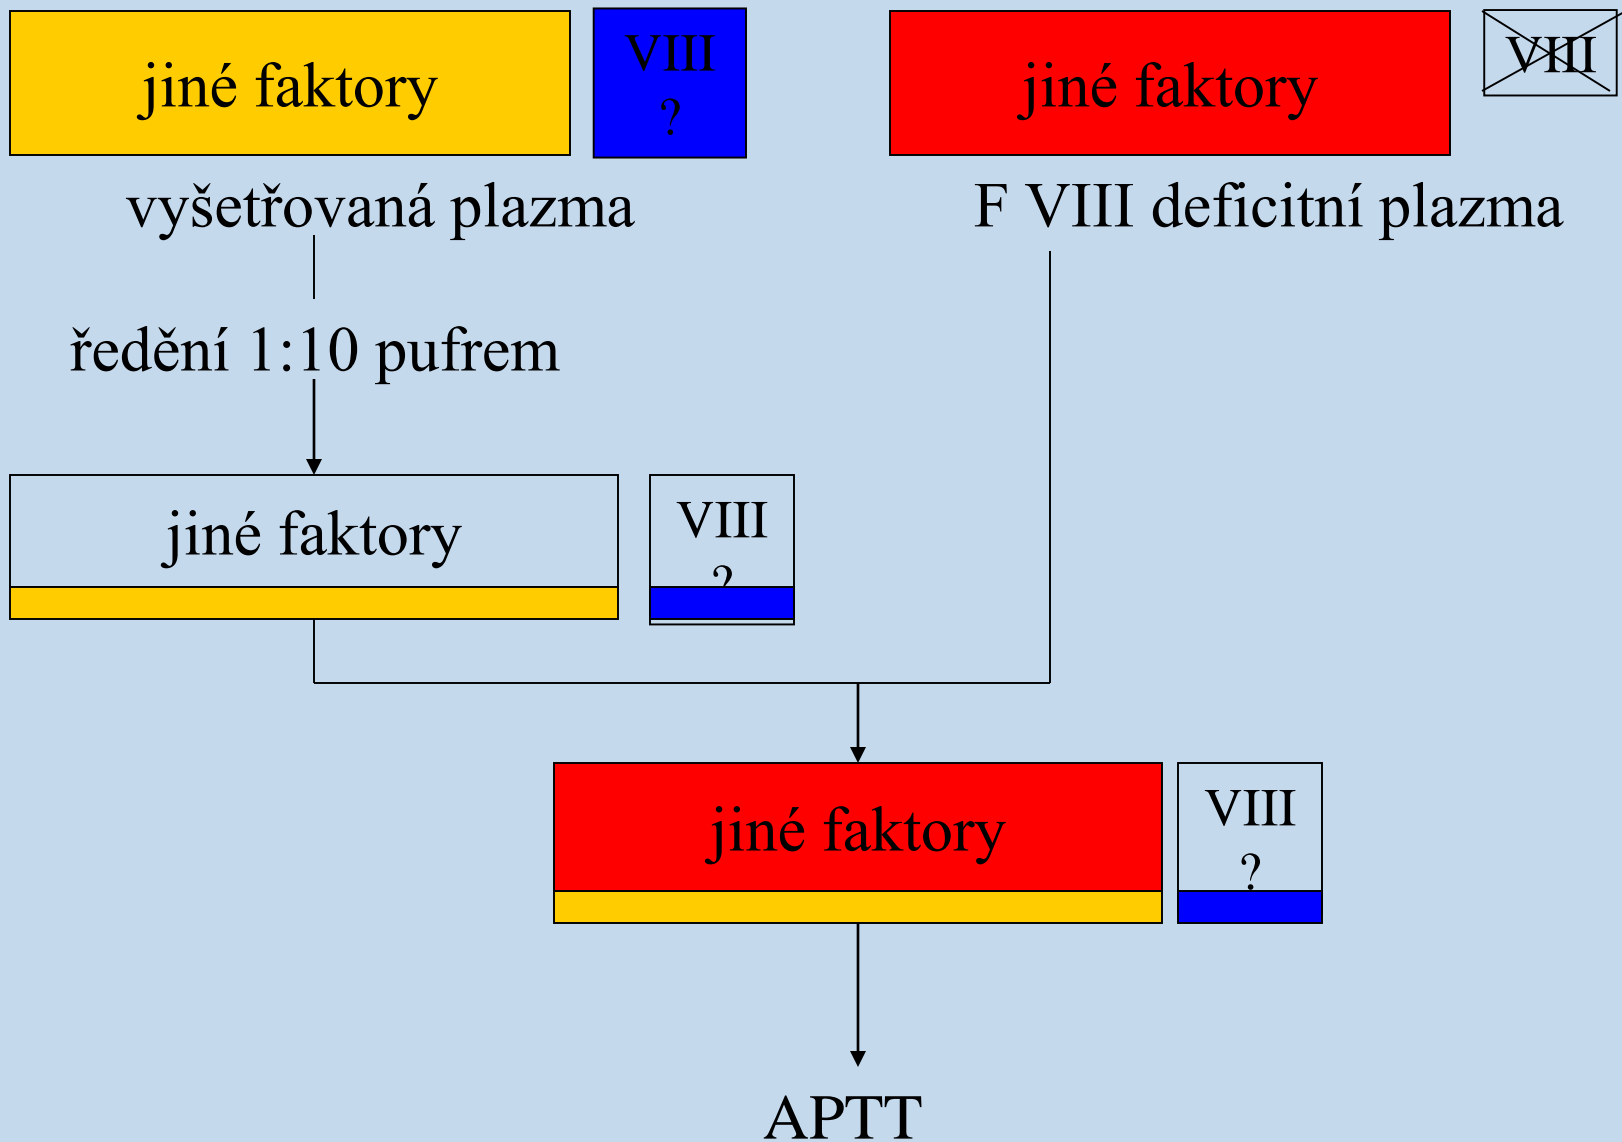 jiné faktory
VIII
?
jiné faktory
VIII
vyšetřovaná plazma
F VIII deficitní plazma
ředění 1:10 pufrem
jiné faktory
VIII
?
jiné faktory
VIII
?
APTT